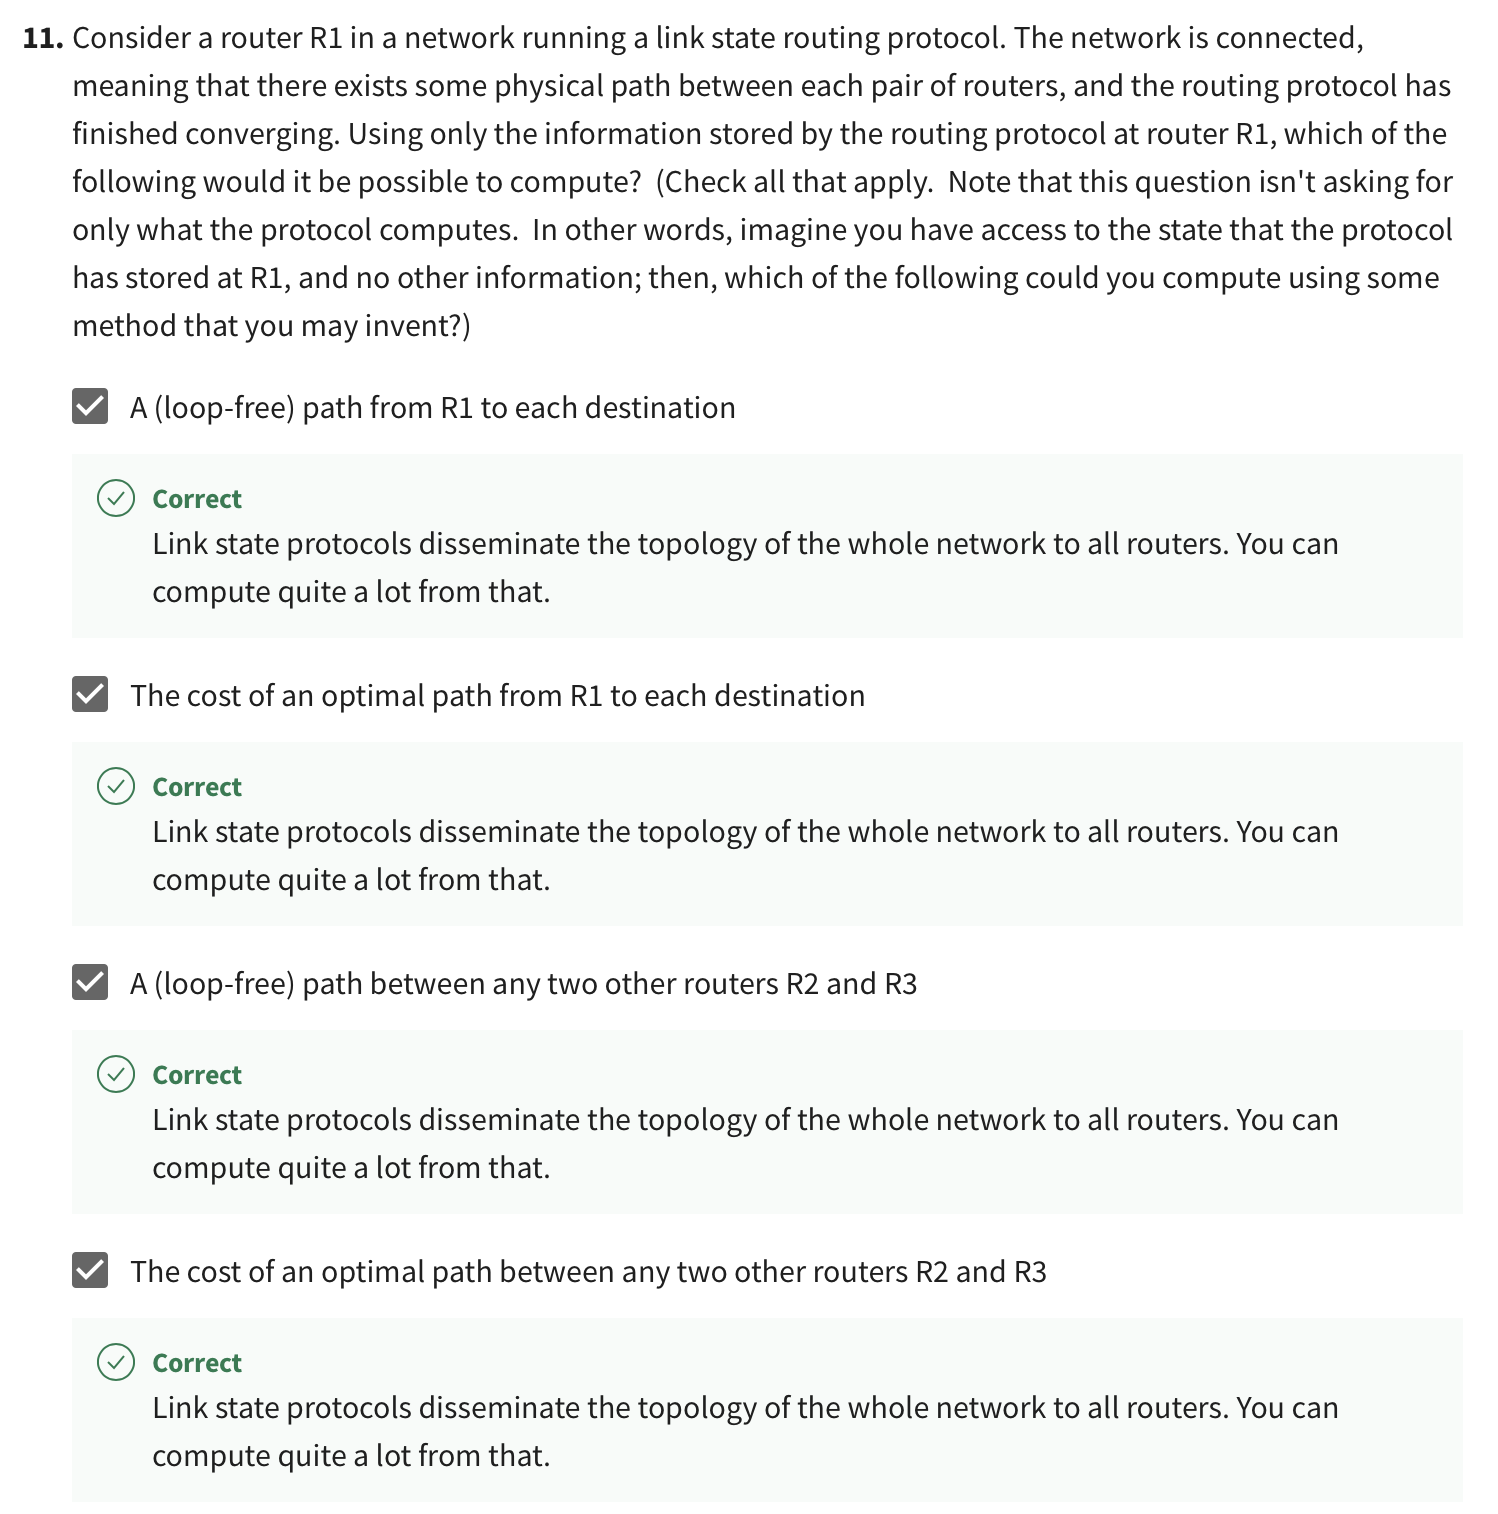 11. Consider a router R1 in a network running a link state routing protocol. The network is connected,
meaning that there exists some physical path between each pair of routers, and the routing protocol has
finished converging. Using only the information stored by the routing protocol at router R1, which of the
following would it be possible to compute?  (Check all that apply.  Note that this question isn't asking for
only what the protocol computes.  In other words, imagine you have access to the state that the protocol
has stored at R1, and no other information; then, which of the following could you compute using some
method that you may invent?)
A (loop-free) path from R1 to each destination
Correct
Link state protocols disseminate the topology of the whole network to all routers. You can
compute quite a lot from that.
The cost of an optimal path from R1 to each destination
Correct
Link state protocols disseminate the topology of the whole network to all routers. You can
compute quite a lot from that.
A (loop-free) path between any two other routers R2 and R3
Correct
Link state protocols disseminate the topology of the whole network to all routers. You can
compute quite a lot from that.
The cost of an optimal path between any two other routers R2 and R3
Correct
Link state protocols disseminate the topology of the whole network to all routers. You can
compute quite a lot from that.